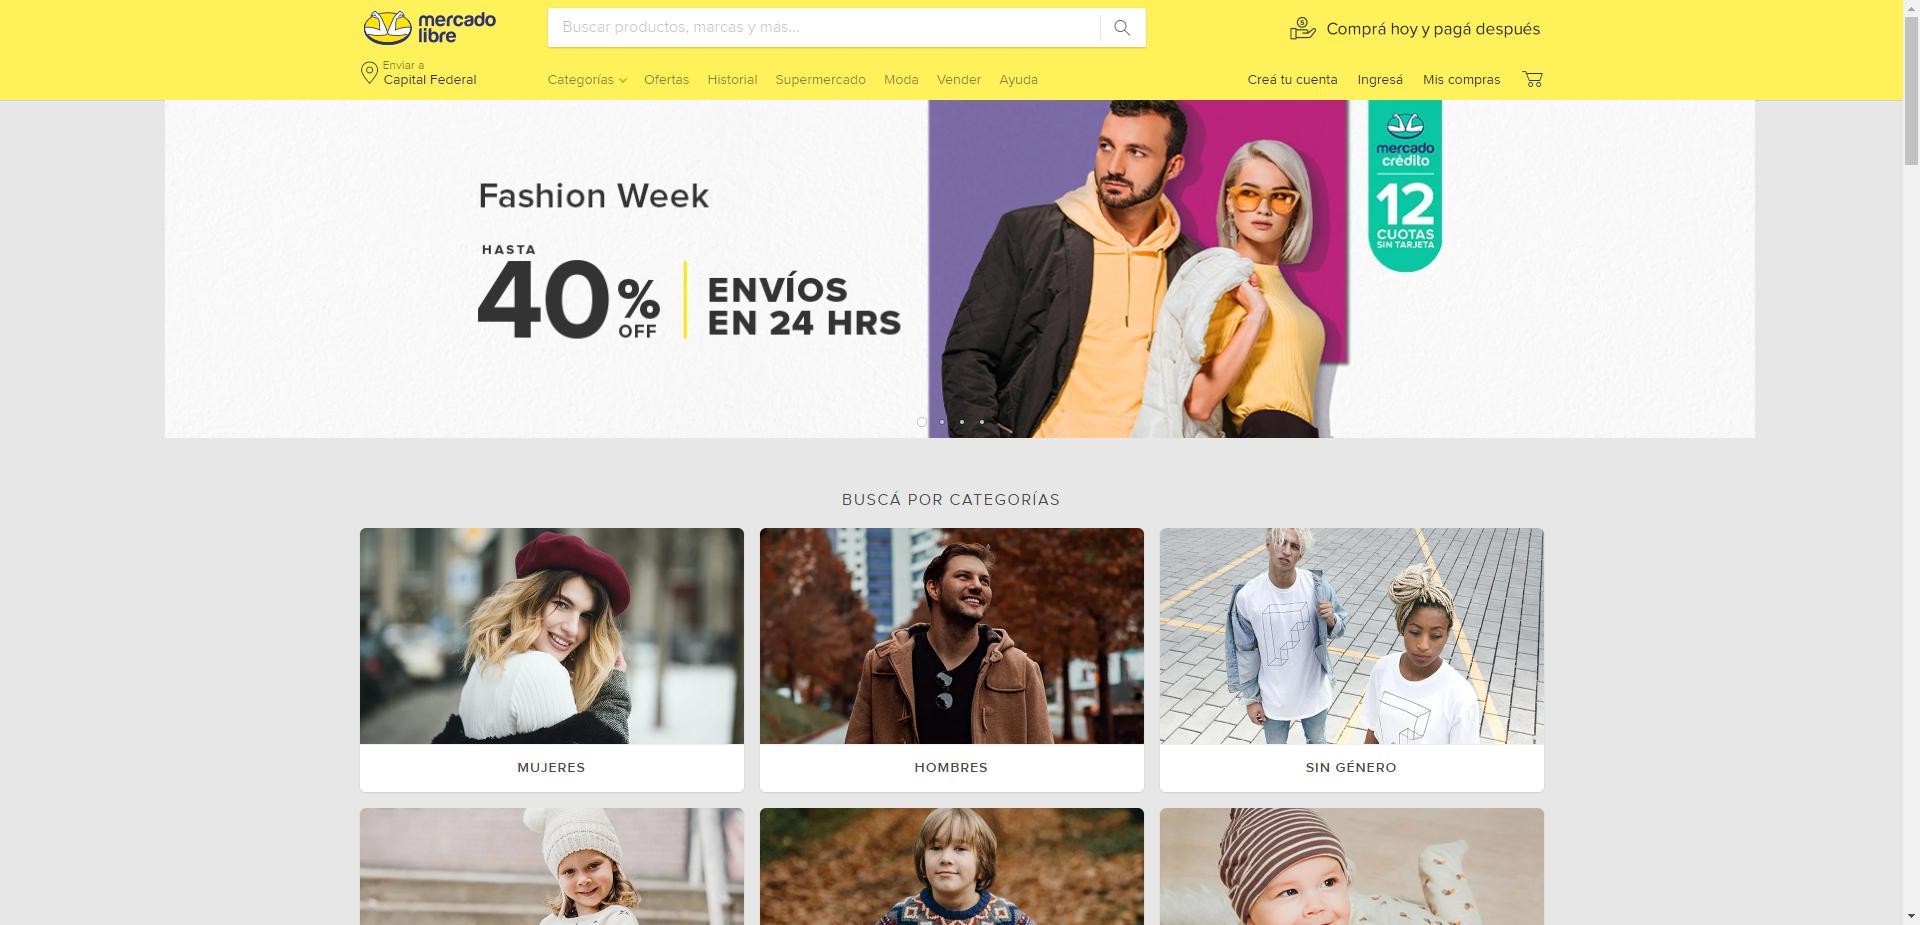 mercado
libre
Buscar productos, marcas y más...
Comprá hoy y pagá después
Enviar a
Capital Federal
Categorías
Ofertas
Historial
Supermercado
Moda
Vender
Ayuda
Creá tu cuenta
Ingresá
Mis compras
Fashion Week
HASTA
40% OFF
ENVÍOS
EN 24 HRS
mercado
crédito
12
CUOTAS
SIN TARJETA
BUSCÁ POR CATEGORÍAS
MUJERES
HOMBRES
SIN GÉNERO